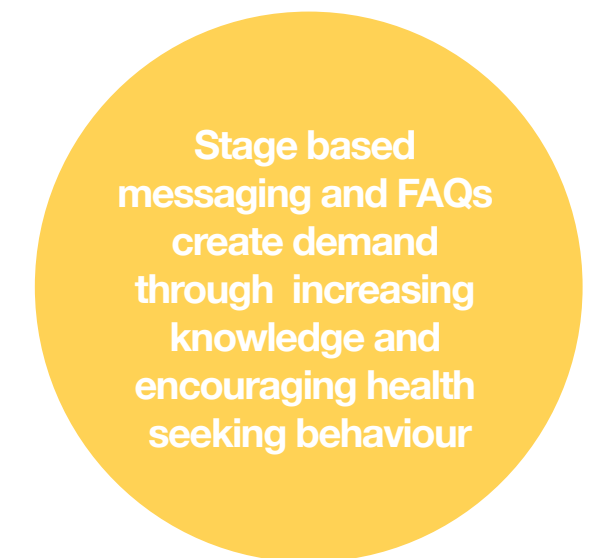 Stage based
messaging and FAQs
create demand
through  increasing
knowledge and
encouraging health
seeking behaviour